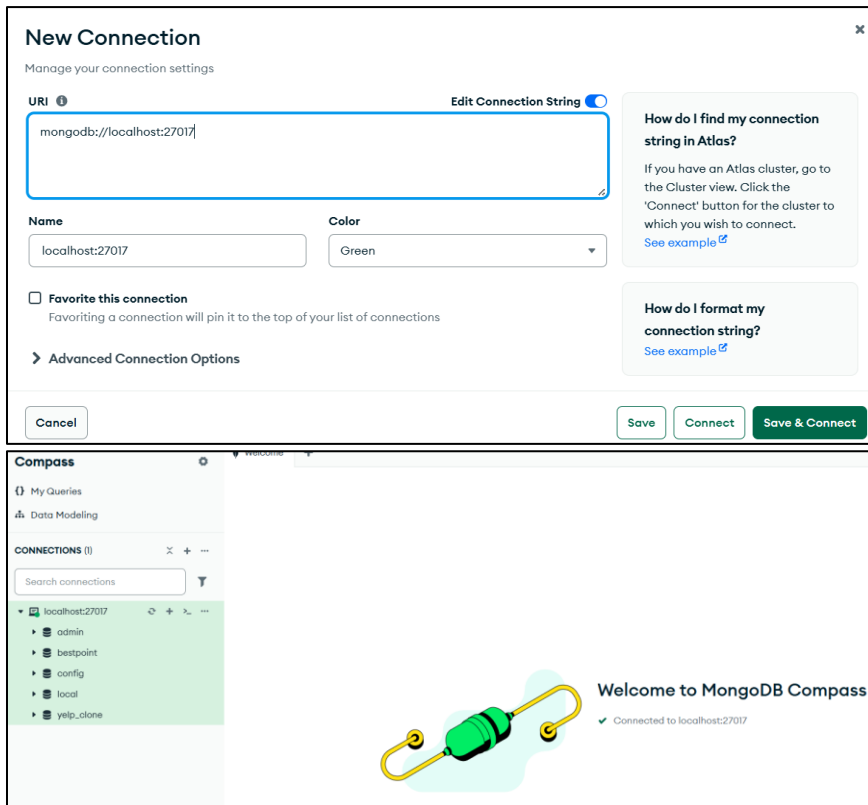 New Connection
Manage your connection settings
URI
Edit Connection String
mongodb://localhost:27017
Name
Color
localhost:27017
Green
Favorite this connection
Favoriting a connection will pin it to the top of your list of connections
Advanced Connection Options
How do I find my connection
string in Atlas?
If you have an Atlas cluster, go to
the Cluster view. Click the
'Connect' button for the cluster to
which you wish to connect.
See example
How do I format my
connection string?
See example
Cancel
Save
Connect
Save & Connect
Compass
Welcome
{} My Queries
Data Modeling
CONNECTIONS (1)
Search connections
localhost:27017
admin
bestpoint
config
local
yelp_clone
Welcome to MongoDB Compass
Connected to localhost:27017